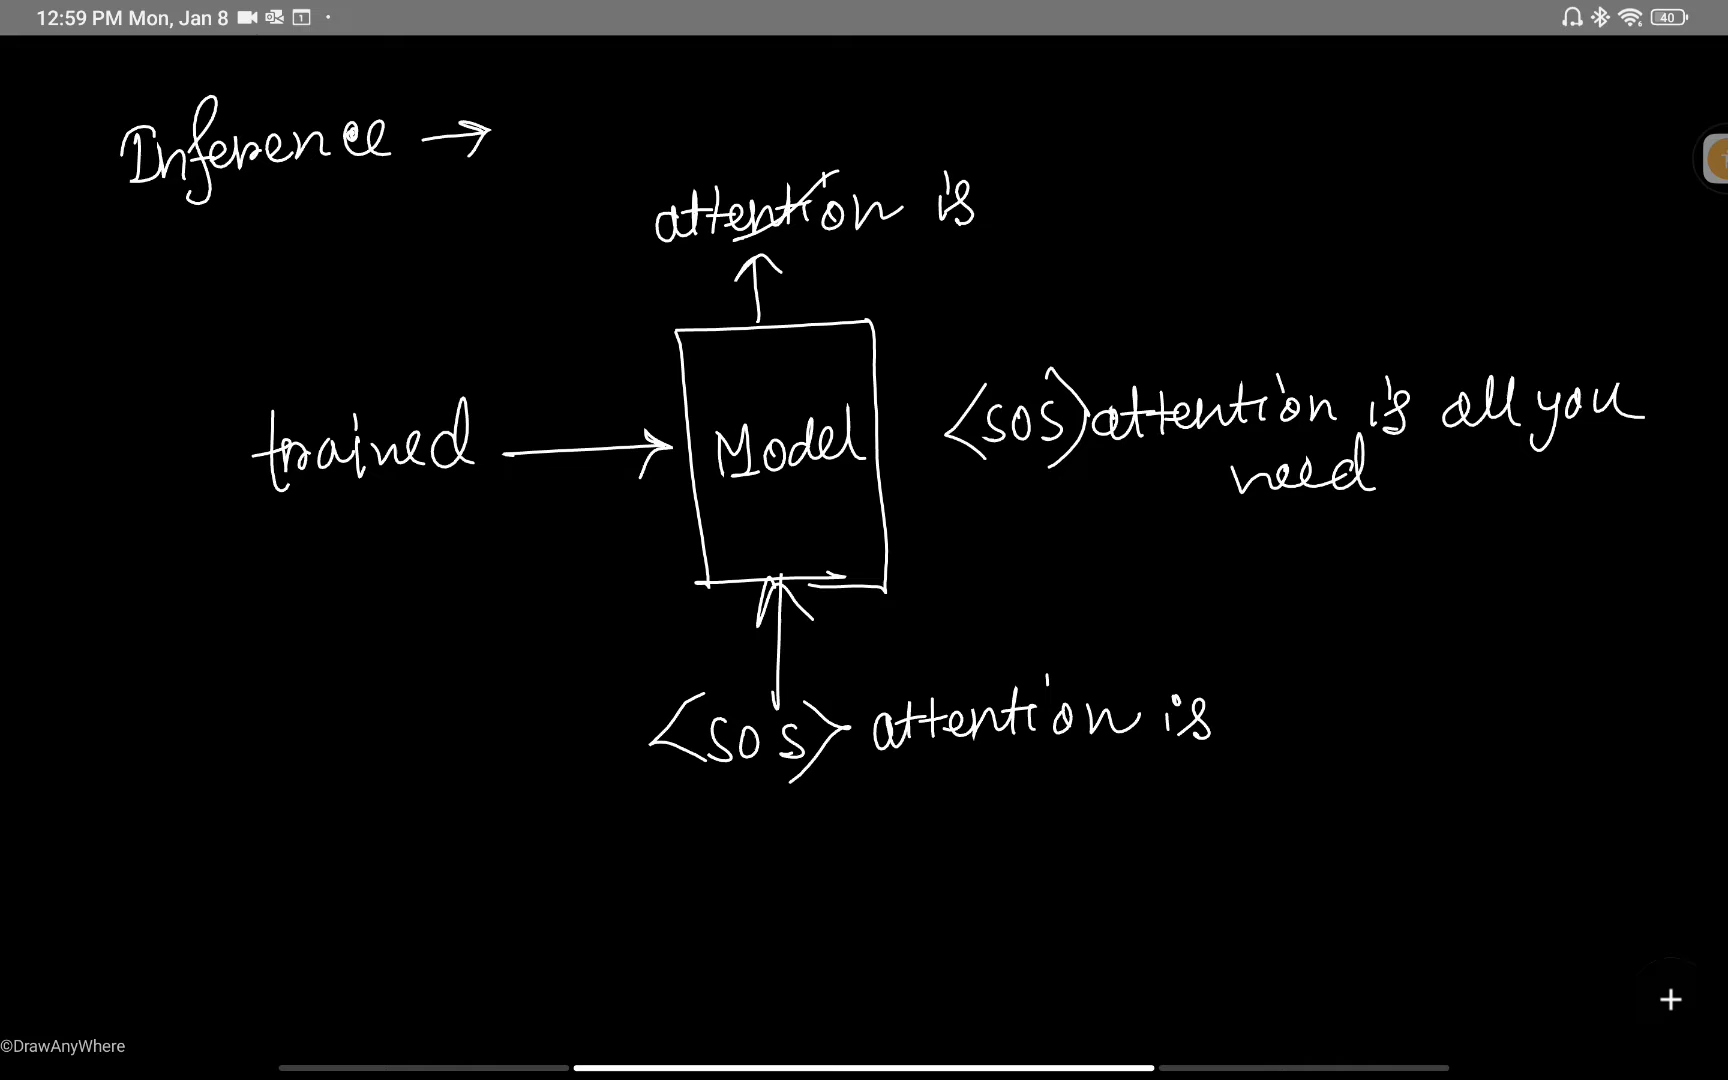 12:59 PM Mon, Jan 8
40
Inference →
attention is
trained → Model
<SOS> attention is all you
need
<SOS> attention is
©DrawAnyWhere